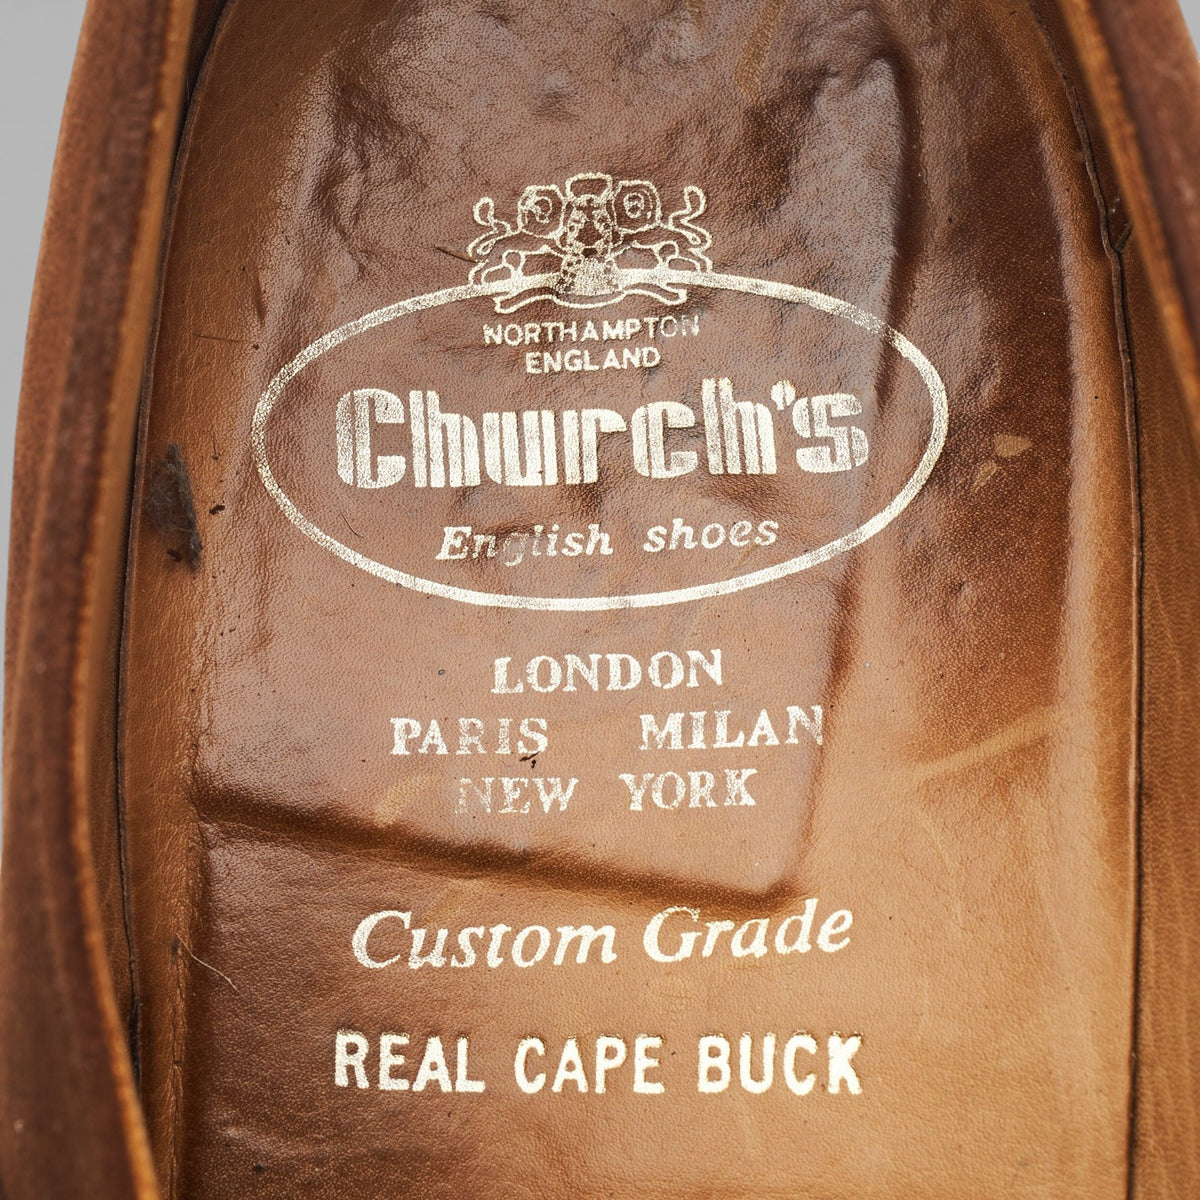 NORTHAMPTON
ENGLAND
Church's
English shoes
LONDON
PARIS MILAN
NEW YORK
Custom Grade
REAL CAPE BUCK